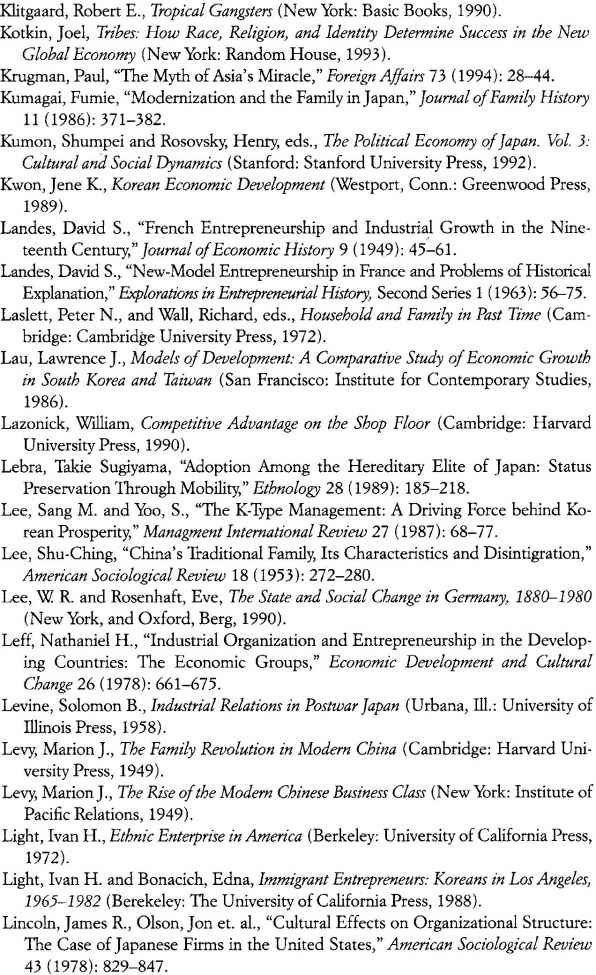 Klitgaard, Robert E., Tropical Gangsters (New York: Basic Books, 1990).
Kotkin, Joel, Tribes: How Race, Religion, and Identity Determine Success in the New
Global Economy (New York: Random House, 1993).
Krugman, Paul, “The Myth of Asia’s Miracle,” Foreign Affairs 73 (1994): 28–44.
Kumagai, Fumie, “Modernization and the Family in Japan,” Journal of Family History
11 (1986): 371–382.
Kumon, Shumpei and Rosovsky, Henry, eds., The Political Economy of Japan. Vol. 3:
Cultural and Social Dynamics (Stanford: Stanford University Press, 1992).
Kwon, Jene K., Korean Economic Development (Westport, Conn.: Greenwood Press,
1989).
Landes, David S., “French Entrepreneurship and Industrial Growth in the Nine-
teenth Century,” Journal of Economic History 9 (1949): 45–61.
Landes, David S., “New-Model Entrepreneurship in France and Problems of Historical
Explanation,” Explorations in Entrepreneurial History, Second Series 1 (1963): 56–75.
Laslett, Peter N., and Wall, Richard, eds., Household and Family in Past Time (Cam-
bridge: Cambridge University Press, 1972).
Lau, Lawrence J., Models of Development: A Comparative Study of Economic Growth
in South Korea and Taiwan (San Francisco: Institute for Contemporary Studies,
1986).
Lazonick, William, Competitive Advantage on the Shop Floor (Cambridge: Harvard
University Press, 1990).
Lebra, Takie Sugiyama, “Adoption Among the Hereditary Elite of Japan: Status
Preservation Through Mobility,” Ethnology 28 (1989): 185–218.
Lee, Sang M. and Yoo, S., “The K-Type Management: A Driving Force behind Ko-
rean Prosperity,” Managment International Review 27 (1987): 68–77.
Lee, Shu-Ching, “China’s Traditional Family, Its Characteristics and Disintigration,”
American Sociological Review 18 (1953): 272–280.
Lee, W. R. and Rosenhaft, Eve, The State and Social Change in Germany, 1880–1980
(New York, and Oxford, Berg, 1990).
Leff, Nathaniel H., “Industrial Organization and Entrepreneurship in the Develop-
ing Countries: The Economic Groups,” Economic Development and Cultural
Change 26 (1978): 661–675.
Levine, Solomon B., Industrial Relations in Postwar Japan (Urbana, Ill.: University of
Illinois Press, 1958).
Levy, Marion J., The Family Revolution in Modern China (Cambridge: Harvard Uni-
versity Press, 1949).
Levy, Marion J., The Rise of the Modern Chinese Business Class (New York: Institute of
Pacific Relations, 1949).
Light, Ivan H., Ethnic Enterprise in America (Berkeley: University of California Press,
1972).
Light, Ivan H. and Bonacich, Edna, Immigrant Entrepreneurs: Koreans in Los Angeles,
1965–1982 (Berekeley: The University of California Press, 1988).
Lincoln, James R., Olson, Jon et. al., “Cultural Effects on Organizational Structure:
The Case of Japanese Firms in the United States,” American Sociological Review
43 (1978): 829–847.